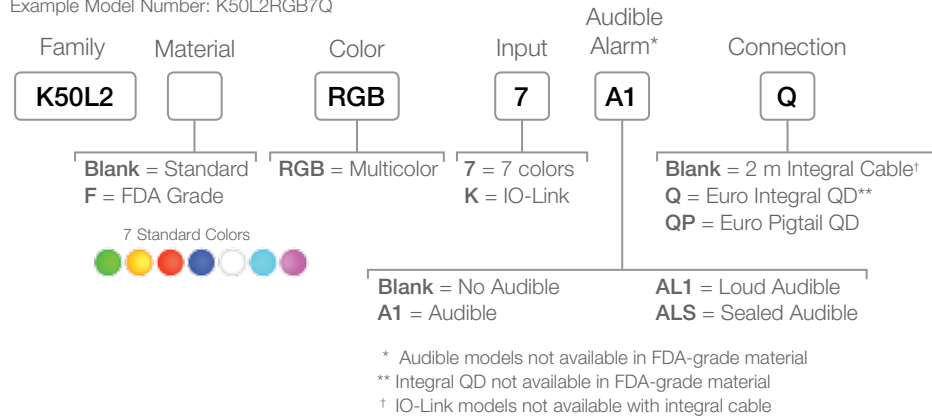 Example Model Number: K50L2RGB7Q
Family Material Color Input Audible Alarm* Connection
K50L2 RGB 7 A1 Q
Blank = Standard
F = FDA Grade
RGB = Multicolor
7 = 7 colors
K = IO-Link
Blank = 2 m Integral Cable†
Q = Euro Integral QD**
QP = Euro Pigtail QD
7 Standard Colors
Blank = No Audible
A1 = Audible
AL1 = Loud Audible
ALS = Sealed Audible
* Audible models not available in FDA-grade material
** Integral QD not available in FDA-grade material
† IO-Link models not available with integral cable